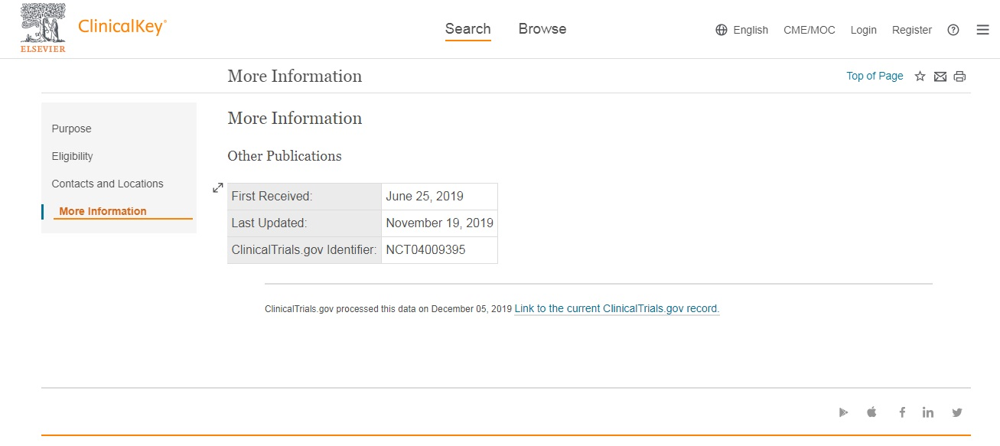 ELSEVIER
ClinicalKey®
Search Browse
English CME/MOC Login Register ?
More Information
Top of Page
Purpose
Eligibility
Contacts and Locations
More Information
More Information
Other Publications
First Received: June 25, 2019
Last Updated: November 19, 2019
ClinicalTrials.gov Identifier: NCT04009395
ClinicalTrials.gov processed this data on December 05, 2019 Link to the current ClinicalTrials.gov record.